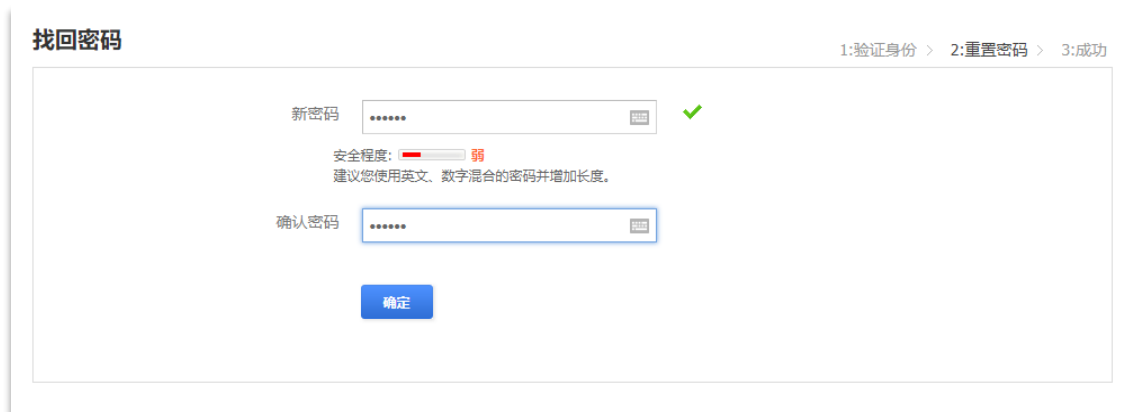 找回密码
1:验证身份 > 2:重置密码 > 3:成功
新密码 ••••••
安全程度: 弱
建议您使用英文、数字混合的密码并增加长度。
确认密码 ••••••
确定